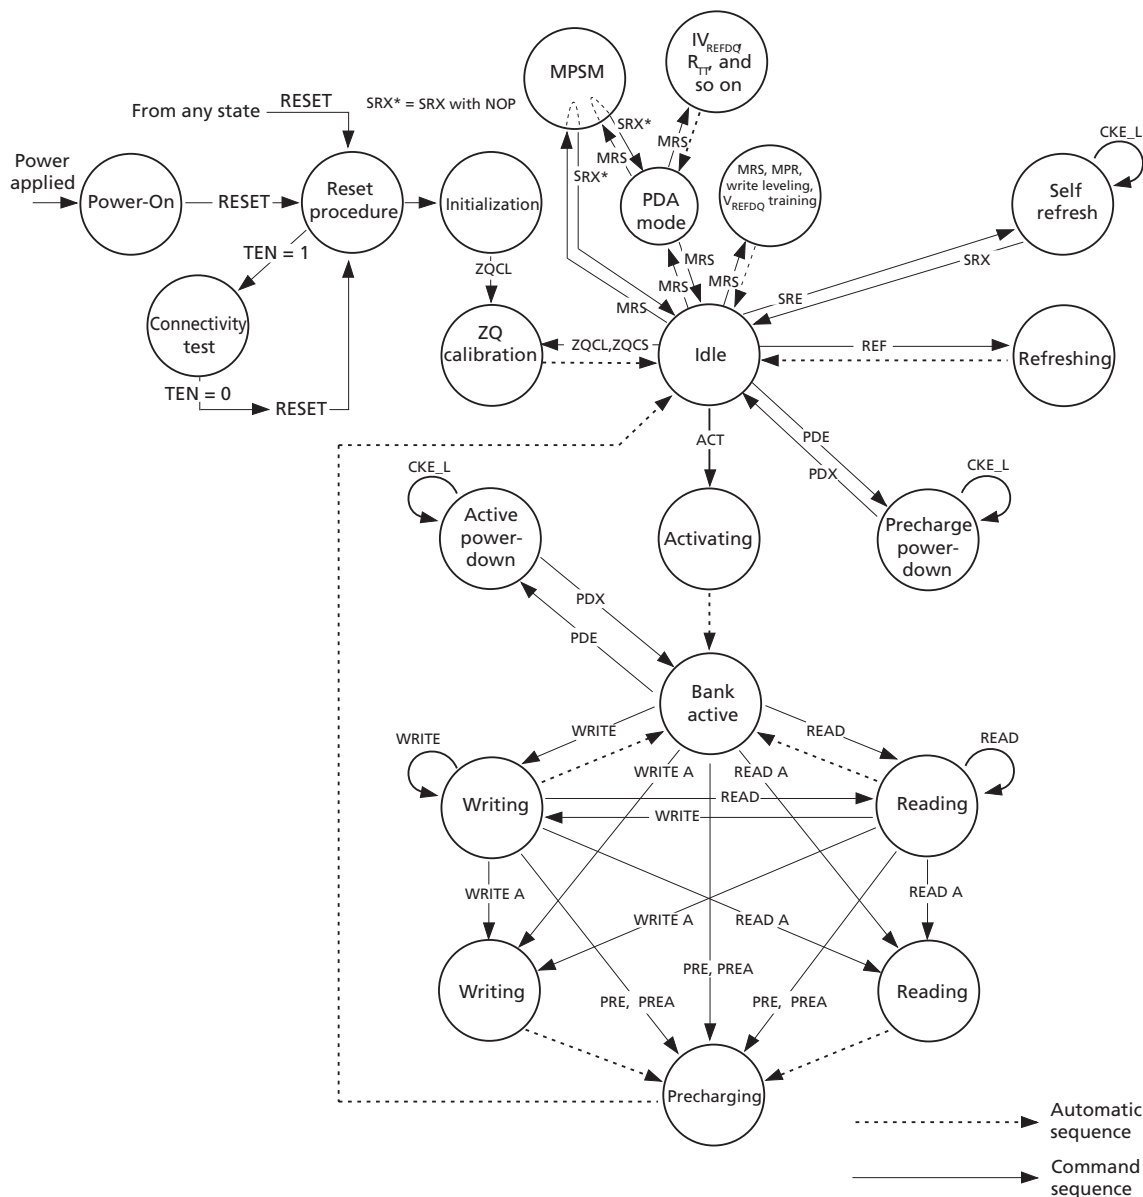 IV_REFDQ,
R_TT, and
so on
MPSM
From any state
RESET
SRX* = SRX with NOP
SRX*
MRS
MRS
CKE_L
Power
applied
Power-On
RESET
Reset
procedure
Initialization
SRX*
PDA
mode
MRS, MPR,
write leveling,
V_REFDQ training
Self
refresh
TEN = 1
ZQCL
MRS
MRS
MRS
SRX
SRE
MRS
Connectivity
test
ZQ
calibration
ZQCL,ZQCS
Idle
REF
Refreshing
TEN = 0
RESET
ACT
PDE
PDX
CKE_L
CKE_L
Active
power-
down
Activating
Precharge
power-
down
PDX
PDE
Bank
active
WRITE
WRITE
READ
READ
WRITE A
READ A
Writing
READ
WRITE
Reading
WRITE A
READ A
WRITE A
READ A
Writing
PRE, PREA
Reading
PRE, PREA
PRE, PREA
Precharging
Automatic
sequence
Command
sequence